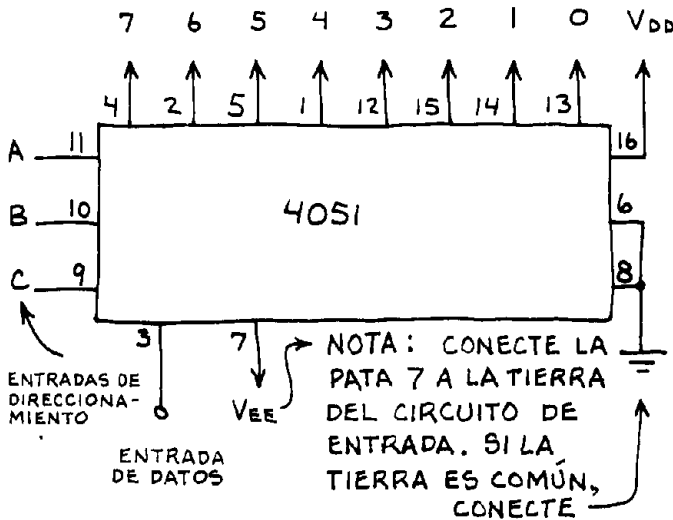 7 6 5 4 3 2 1 0 VDD
4 2 5 1 12 15 14 13
A 11 16
4051
B 10 6
C 9 8
3 7
NOTA: CONECTE LA
PATA 7 A LA TIERRA
DEL CIRCUITO DE
ENTRADA. SI LA
TIERRA ES COMÚN,
CONECTE
VEE
ENTRADAS DE
DIRECCIONA-
MIENTO
ENTRADA
DE DATOS